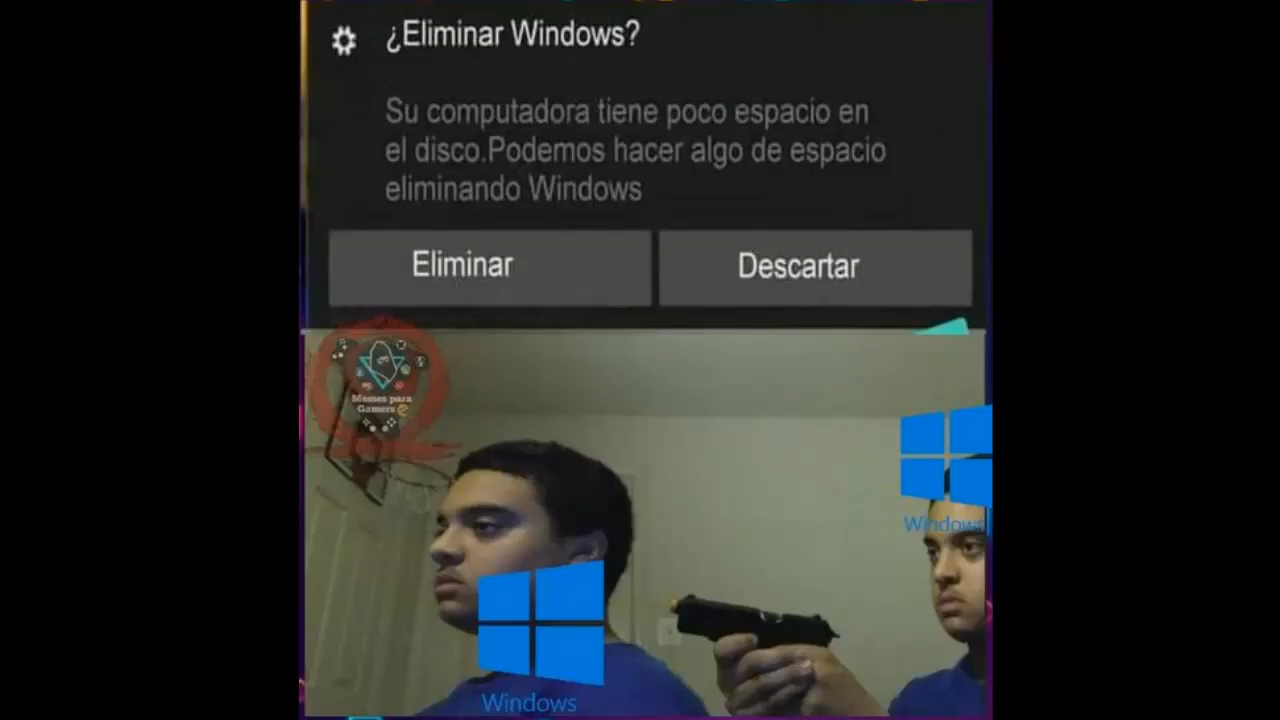 ¿Eliminar Windows?
Su computadora tiene poco espacio en
el disco.Podemos hacer algo de espacio
eliminando Windows
Eliminar
Descartar
Memes para
Gamers
Windows
Windows